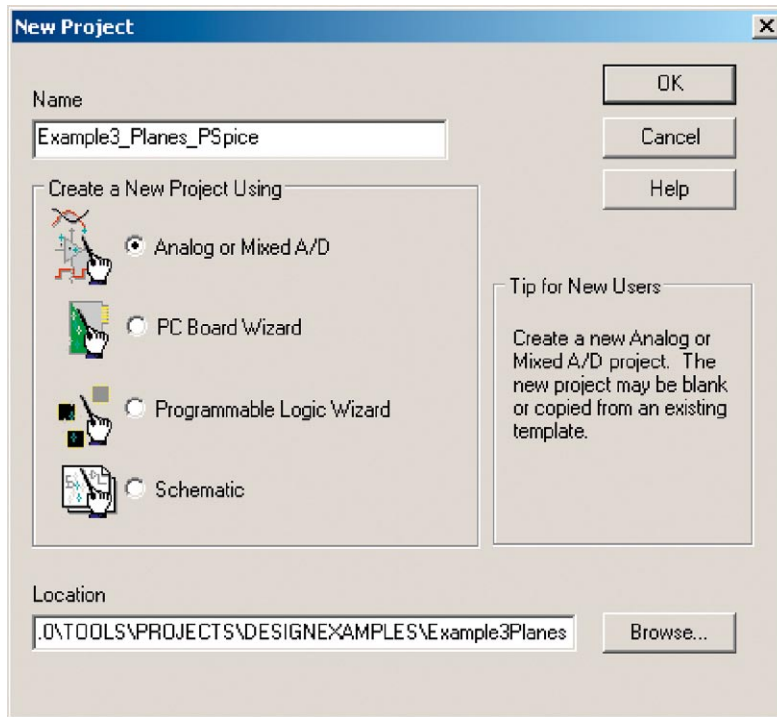 New Project
Name
Example3_Planes_PSpice
OK
Cancel
Help
Create a New Project Using
Analog or Mixed A/D
PC Board Wizard
Programmable Logic Wizard
Schematic
Tip for New Users
Create a new Analog or
Mixed A/D project. The
new project may be blank
or copied from an existing
template.
Location
.0\TOOLS\PROJECTS\DESIGNEXAMPLES\Example3Planes
Browse...